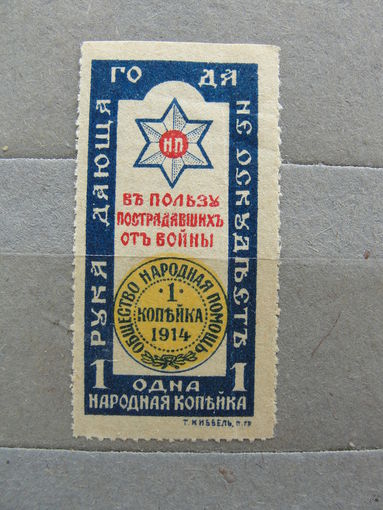 РУКА ДАЮЩАГО ДА НЕ ОСКУДѢЕТЪ
НП
ВЪ ПОЛЬЗУ
ПОСТРАДАВШИХЪ
ОТЪ ВОЙНЫ
ОБЩЕСТВО НАРОДНАЯ ПОМОЩЬ
·1·
КОПѢЙКА
1914
1 ОДНА 1
НАРОДНАЯ КОПѢЙКА
Т. КИББЕЛЬ, П. ГР.